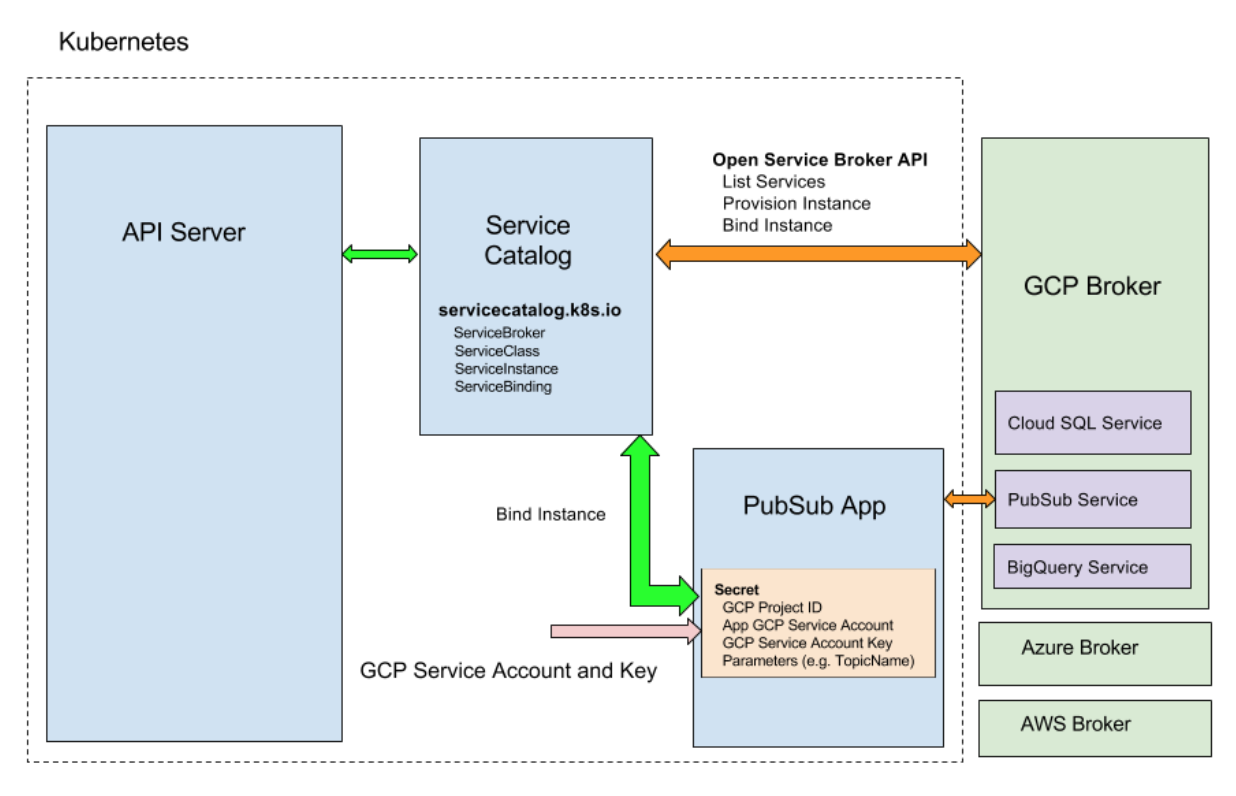 Kubernetes
API Server
Service
Catalog
servicecatalog.k8s.io
ServiceBroker
ServiceClass
ServiceInstance
ServiceBinding
Open Service Broker API
List Services
Provision Instance
Bind Instance
GCP Broker
Cloud SQL Service
PubSub Service
BigQuery Service
Bind Instance
PubSub App
Secret
GCP Project ID
App GCP Service Account
GCP Service Account Key
Parameters (e.g. TopicName)
GCP Service Account and Key
Azure Broker
AWS Broker